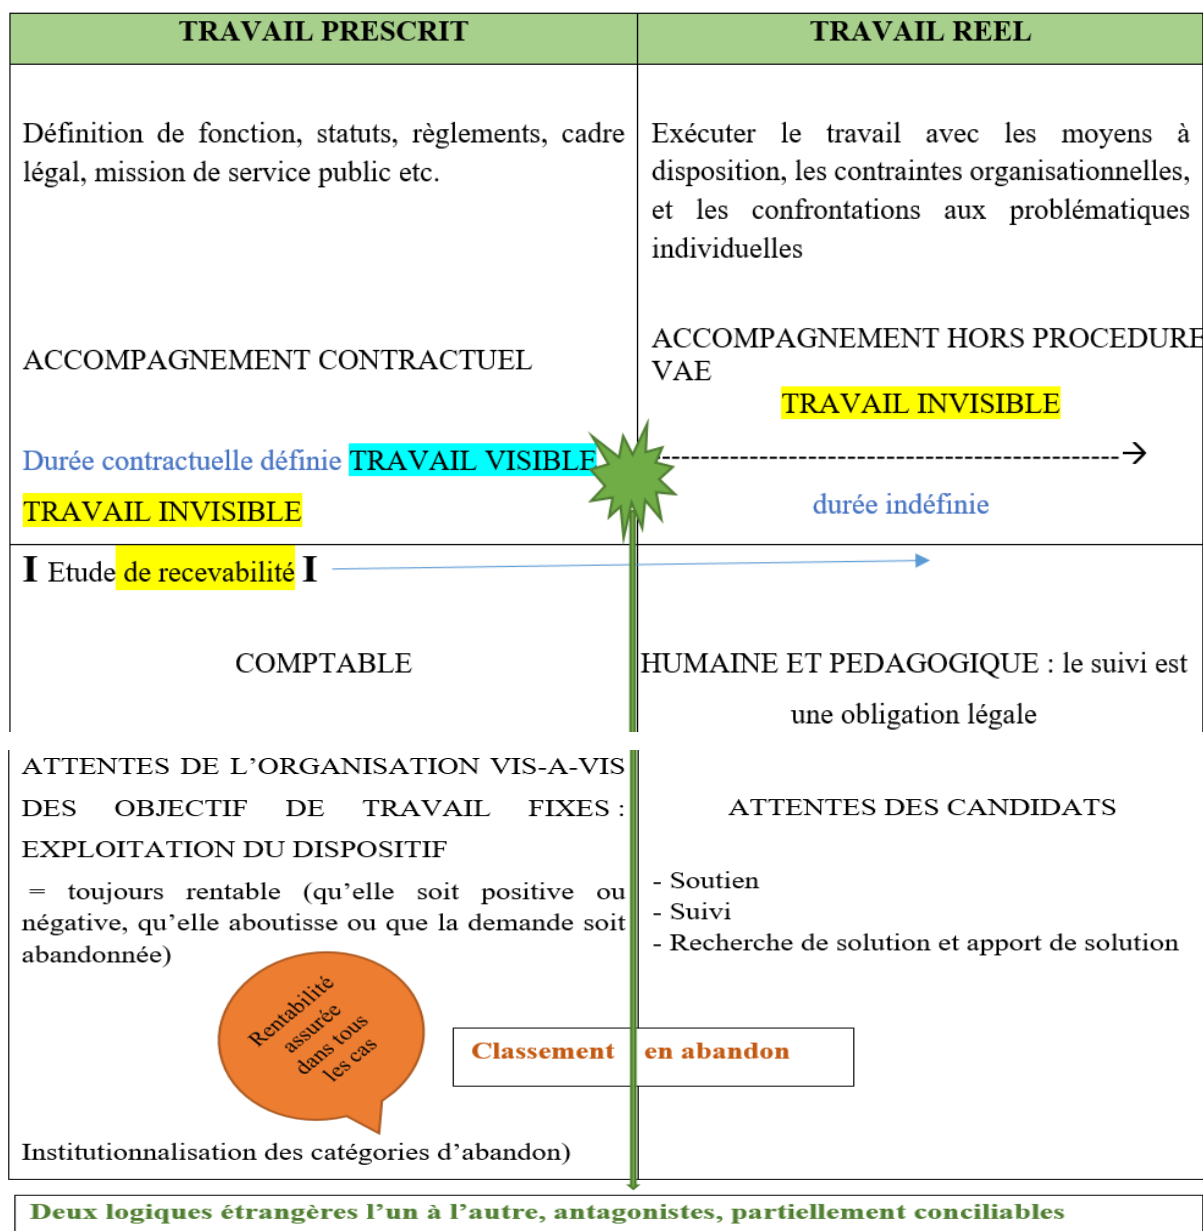 TRAVAIL PRESCRIT
TRAVAIL REEL
Définition de fonction, statuts, règlements, cadre
légal, mission de service public etc.
Exécuter le travail avec les moyens à
disposition, les contraintes organisationnelles,
et les confrontations aux problématiques
individuelles
ACCOMPAGNEMENT CONTRACTUEL
ACCOMPAGNEMENT HORS PROCEDURE
VAE
TRAVAIL INVISIBLE
Durée contractuelle définie TRAVAIL VISIBLE
TRAVAIL INVISIBLE
durée indéfinie
I Etude de recevabilité I
COMPTABLE
HUMAINE ET PEDAGOGIQUE : le suivi est
une obligation légale
ATTENTES DE L’ORGANISATION VIS-A-VIS
DES OBJECTIF DE TRAVAIL FIXES :
EXPLOITATION DU DISPOSITIF
= toujours rentable (qu’elle soit positive ou
négative, qu’elle aboutisse ou que la demande soit
abandonnée)
ATTENTES DES CANDIDATS
- Soutien
- Suivi
- Recherche de solution et apport de solution
Rentabilité
assurée
dans tous
les cas
Classement en abandon
Institutionnalisation des catégories d’abandon)
Deux logiques étrangères l’un à l’autre, antagonistes, partiellement conciliables